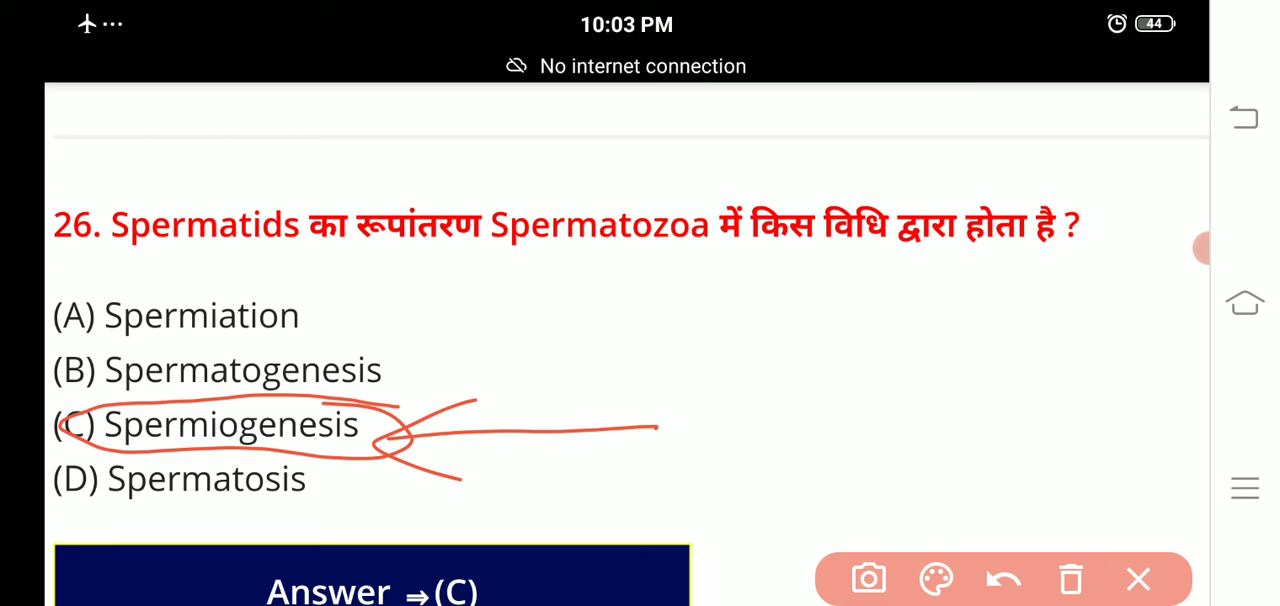 10:03 PM
44
No internet connection
26. Spermatids का रूपांतरण Spermatozoa में किस विधि द्वारा होता है ?
(A) Spermiation
(B) Spermatogenesis
(C) Spermiogenesis
(D) Spermatosis
Answer ⇒ (C)